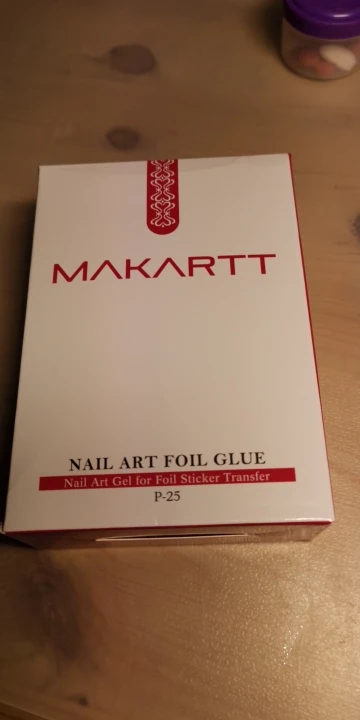 MAKARTT
NAIL ART FOIL GLUE
Nail Art Gel for Foil Sticker Transfer
P-25